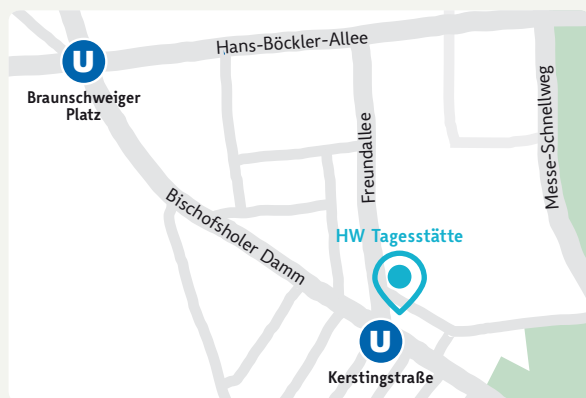 Hans-Böckler-Allee
U
Braunschweiger
Platz
Messe-Schnellweg
Freundallee
Bischofsholer Damm
HW Tagesstätte
U
Kerstingstraße